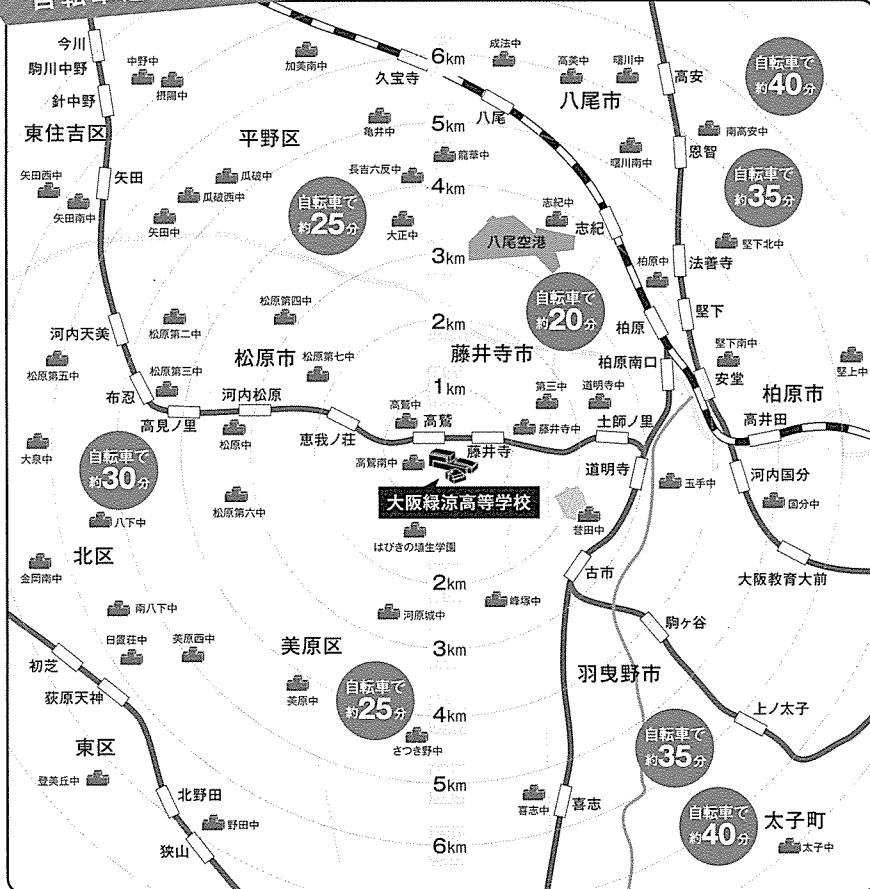 今川
駒川中野
針中野
東住吉区
中野中
摂陽中
加美南中
久宝寺
6km
成法中
高美中
曙川中
八尾市
高安
自転車で
約40分
平野区
亀井中
5km
八尾
龍華中
曙川南中
南高安中
恩智
矢田西中
矢田
矢田南中
瓜破中
瓜破西中
矢田中
長吉六反中
4km
自転車で
約25分
大正中
志紀中
志紀
自転車で
約35分
3km
八尾空港
柏原中
堅下北中
法善寺
自転車で
約20分
河内天美
松原第二中
松原第四中
2km
柏原
堅下
松原第五中
松原第三中
松原市
松原第七中
藤井寺市
柏原南口
堅下南中
安堂
堅上中
柏原市
布忍
高見ノ里
河内松原
松原中
恵我ノ荘
1km
高鷲中
高鷲
藤井寺
第三中
道明寺中
藤井寺中
土師ノ里
高井田
大泉中
自転車で
約30分
松原第六中
高鷲南中
大阪緑涼高等学校
道明寺
玉手中
河内国分
国分中
八下中
はびきの埴生学園
誉田中
北区
金岡南中
古市
大阪教育大前
2km
南八下中
河原城中
峰塚中
駒ヶ谷
日置荘中
美原西中
美原区
3km
初芝
萩原天神
美原中
自転車で
約25分
羽曳野市
4km
さつき野中
上ノ太子
自転車で
約35分
東区
登美丘中
5km
北野田
野田中
狭山
喜志中
喜志
自転車で
約40分
太子町
太子中
6km